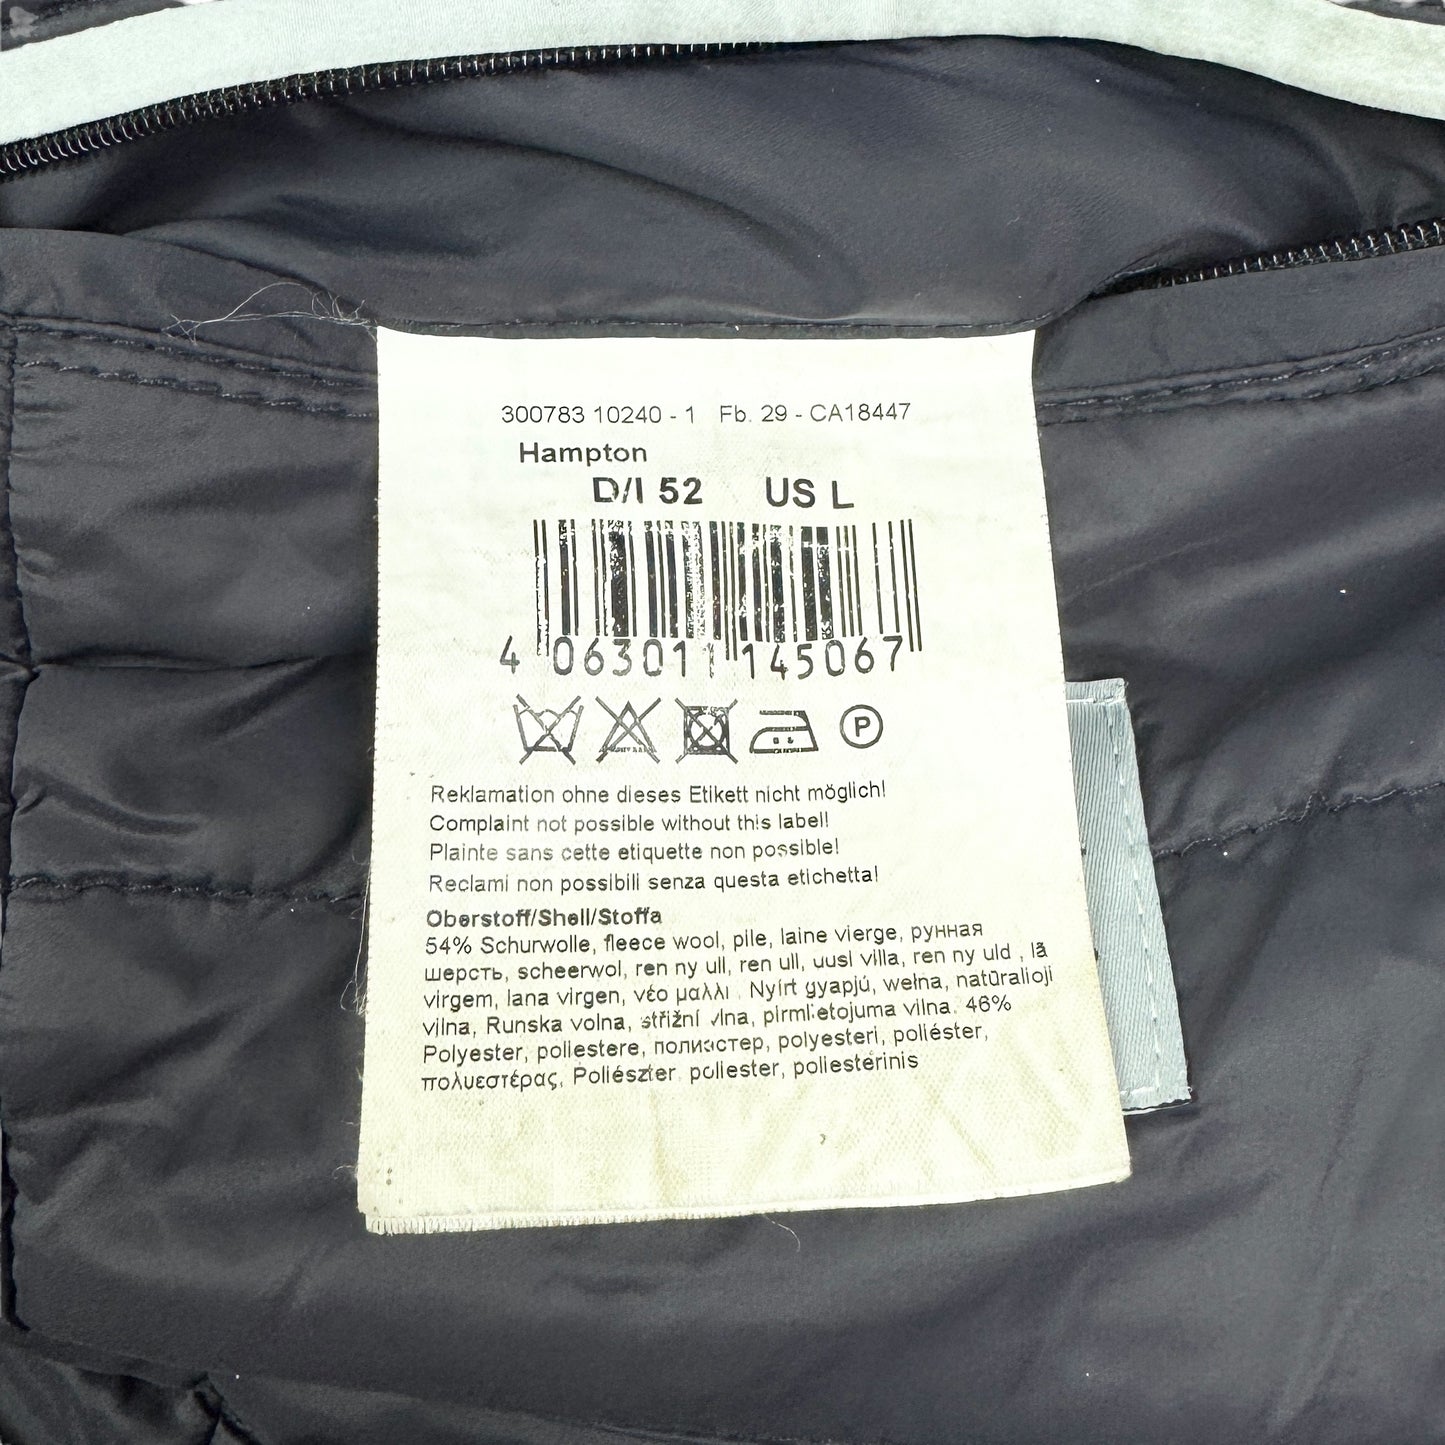 300783 10240 - 1 Fb. 29 - CA18447
Hampton
D/I 52 US L
4 063011 145067
P
Reklamation ohne dieses Etikett nicht möglich!
Complaint not possible without this label!
Plainte sans cette etiquette non possible!
Reclami non possibili senza questa etichetta!
Oberstoff/Shell/Stoffa
54% Schurwolle, fleece wool, pile, laine vierge, рунная
шерсть, scheerwol, ren ny ull, ren ull, uusi villa, ren ny uld , lã
virgem, lana virgen, νέο μαλλι . Nyírt gyapjú, wełna, natūralioji
vilna, Runska volna, střižní vlna, pirmlietojuma vilna. 46%
Polyester, poliestere, полиэстер, polyesteri, poliéster,
πολυεστέρας, Poliészter, poliester, poliesterinis